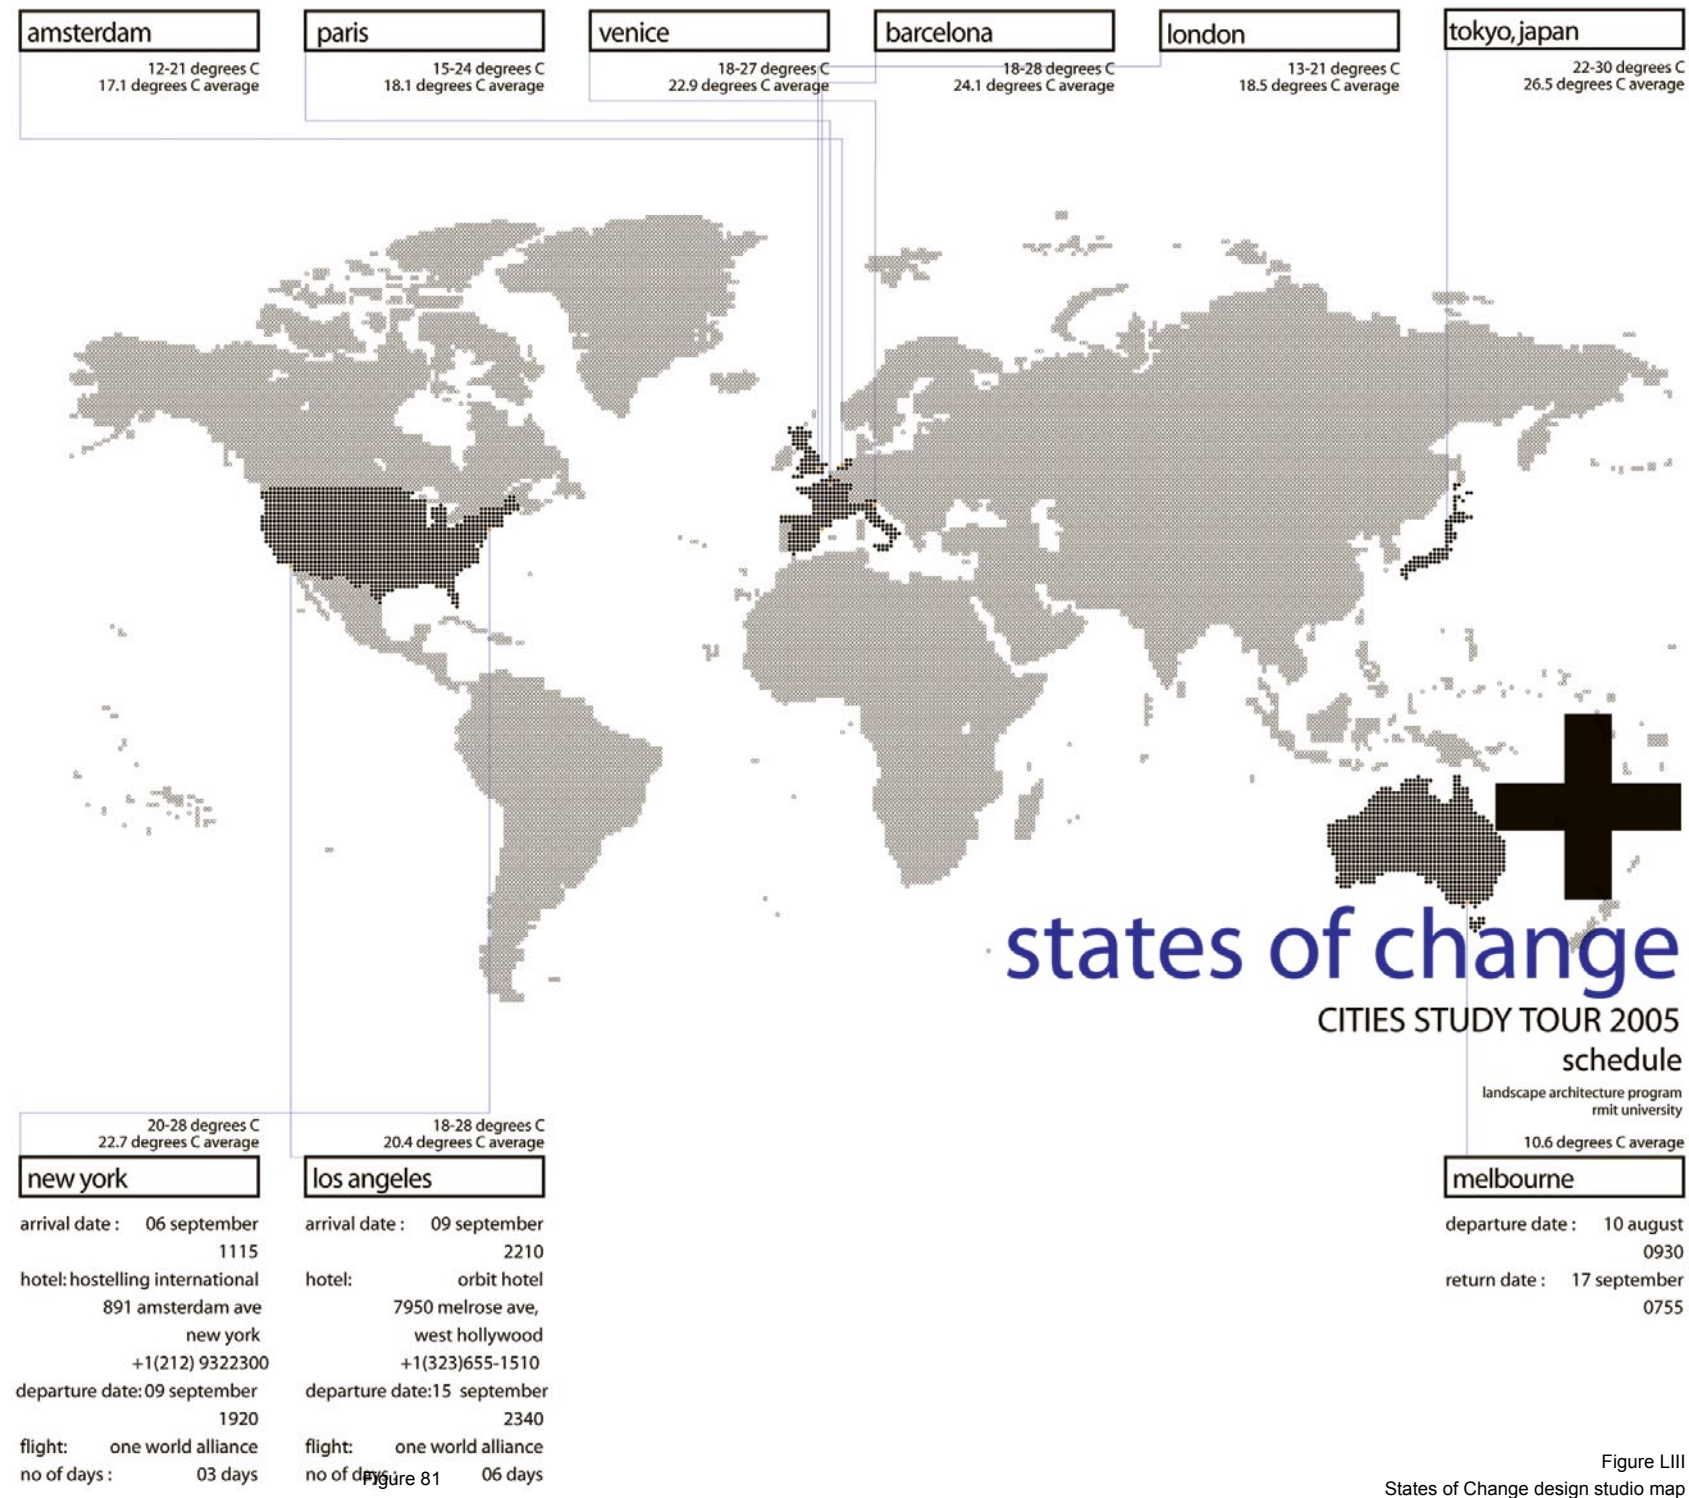 amsterdam
12-21 degrees C
17.1 degrees C average
paris
15-24 degrees C
18.1 degrees C average
venice
18-27 degrees C
22.9 degrees C average
barcelona
18-28 degrees C
24.1 degrees C average
london
13-21 degrees C
18.5 degrees C average
tokyo, japan
22-30 degrees C
26.5 degrees C average
states of change
CITIES STUDY TOUR 2005
schedule
landscape architecture program
rmit university
20-28 degrees C
22.7 degrees C average
new york
arrival date : 06 september
1115
hotel: hostelling international
891 amsterdam ave
new york
+1(212) 9322300
departure date: 09 september
1920
flight: one world alliance
no of days : 03 days
18-28 degrees C
20.4 degrees C average
los angeles
arrival date : 09 september
2210
hotel: orbit hotel
7950 melrose ave,
west hollywood
+1(323)655-1510
departure date:15 september
2340
flight: one world alliance
no of days : 06 days
Figure 81
10.6 degrees C average
melbourne
departure date : 10 august
0930
return date : 17 september
0755
Figure LIII
States of Change design studio map